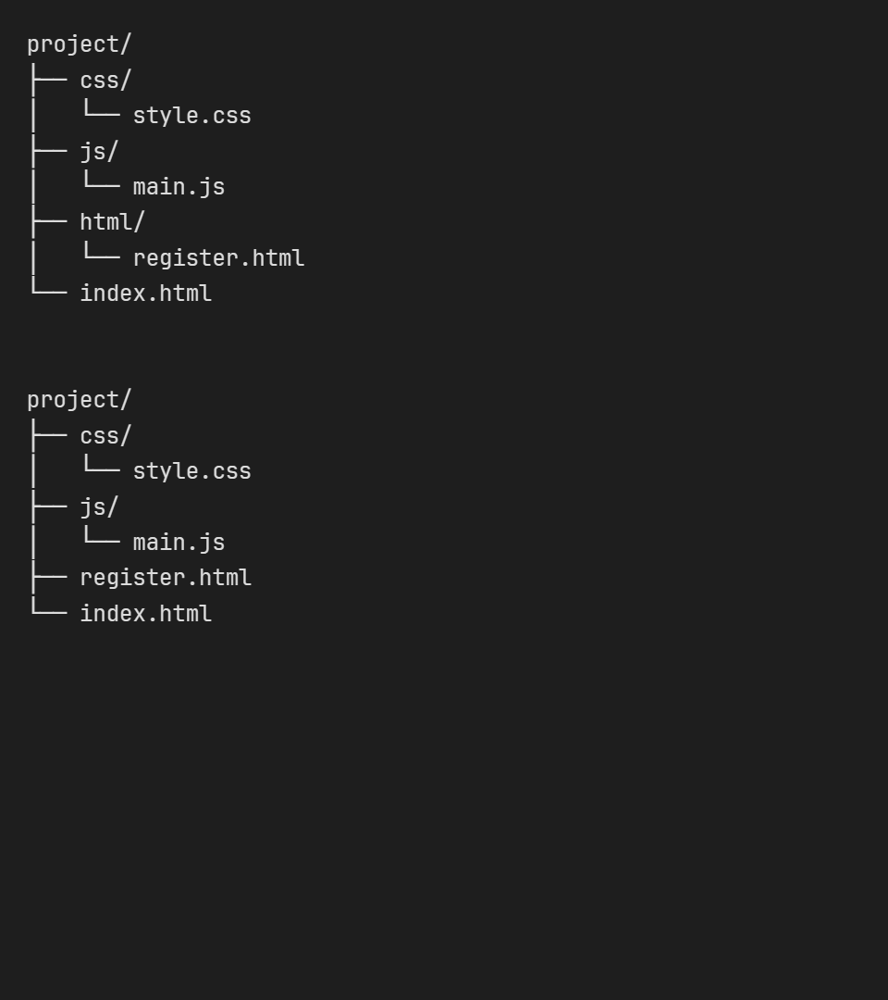 project/
├── css/
│   └── style.css
├── js/
│   └── main.js
├── html/
│   └── register.html
└── index.html
project/
├── css/
│   └── style.css
├── js/
│   └── main.js
├── register.html
└── index.html